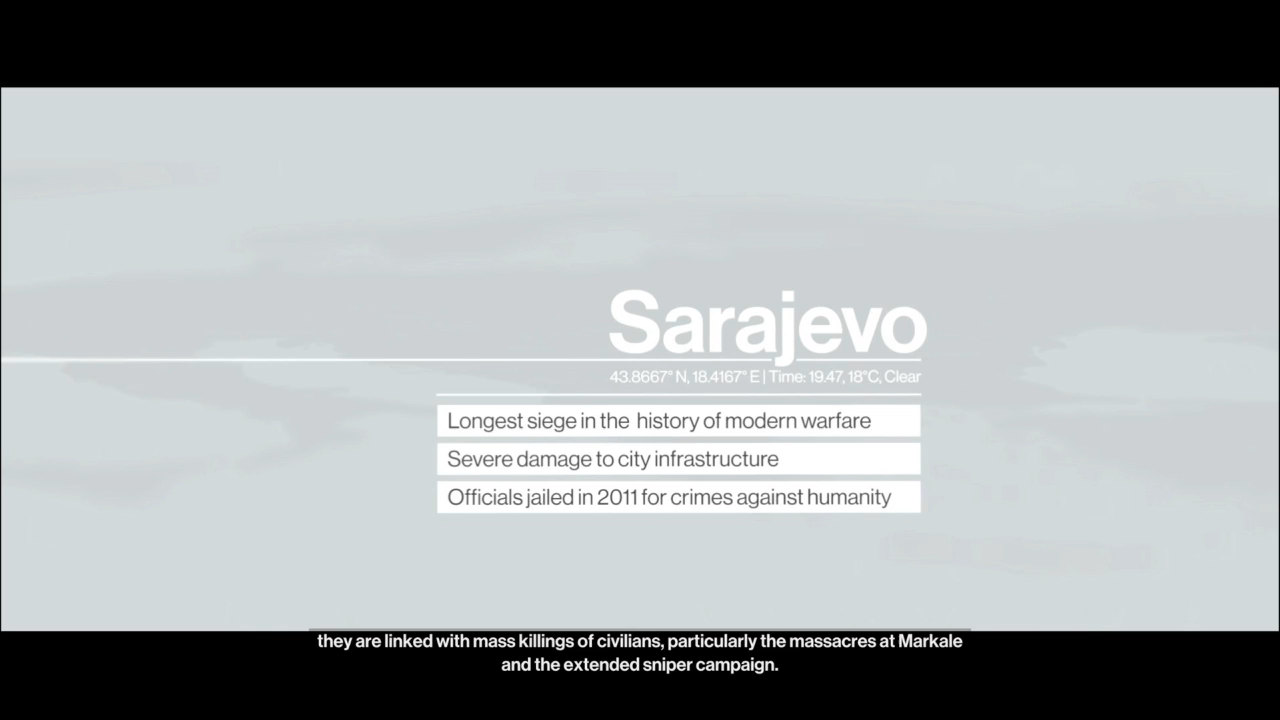 Sarajevo
43.8667° N, 18.4167° E | Time: 19.47, 18°C, Clear
Longest siege in the history of modern warfare
Severe damage to city infrastructure
Officials jailed in 2011 for crimes against humanity
they are linked with mass killings of civilians, particularly the massacres at Markale
and the extended sniper campaign.